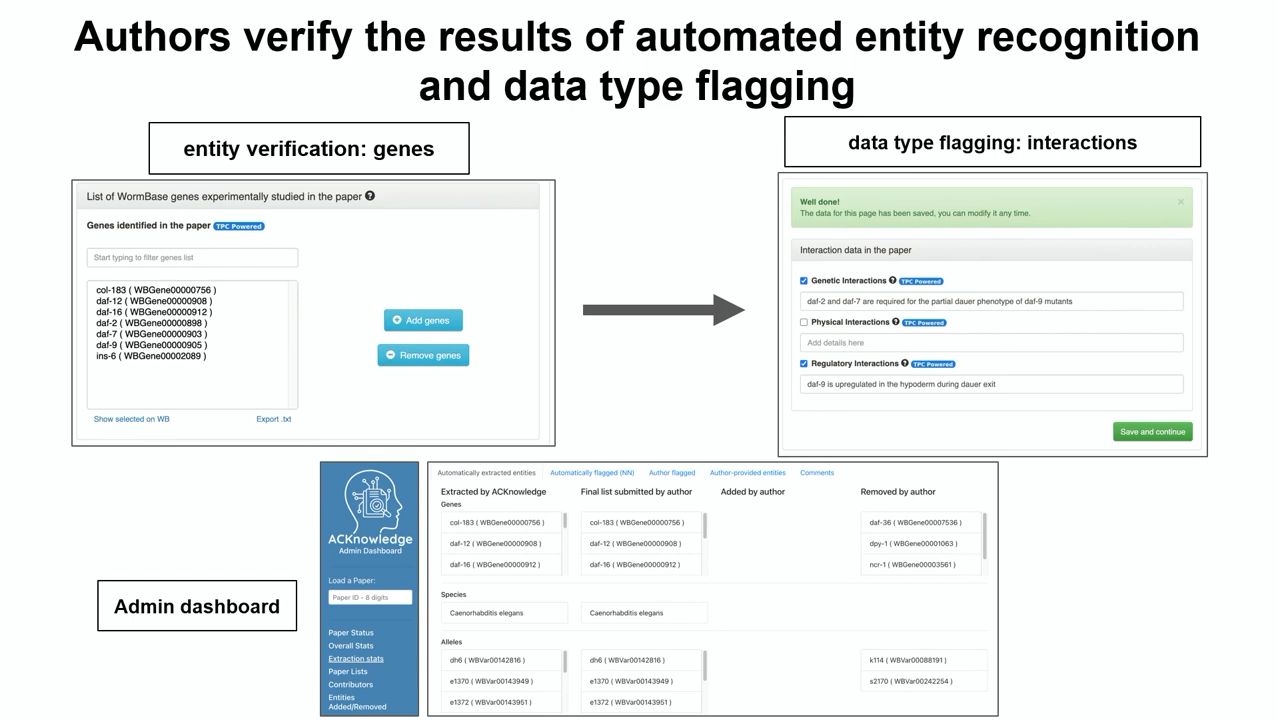 Authors verify the results of automated entity recognition
and data type flagging
entity verification: genes
List of WormBase genes experimentally studied in the paper ?
Genes identified in the paper TPC Powered
Start typing to filter genes list
col-183 ( WBGene00000756 )
daf-12 ( WBGene00000908 )
daf-16 ( WBGene00000912 )
daf-2 ( WBGene00000898 )
daf-7 ( WBGene00000903 )
daf-9 ( WBGene00000905 )
ins-6 ( WBGene00002089 )
Add genes
Remove genes
Show selected on WB
Export .txt
data type flagging: interactions
Well done! ×
The data for this page has been saved, you can modify it any time.
Interaction data in the paper
Genetic Interactions ? TPC Powered
daf-2 and daf-7 are required for the partial dauer phenotype of daf-9 mutants
Physical Interactions ? TPC Powered
Add details here
Regulatory Interactions ? TPC Powered
daf-9 is upregulated in the hypoderm during dauer exit
Save and continue
Admin dashboard
ACKnowledge
Admin Dashboard
Load a Paper:
Paper ID - 8 digits
Paper Status
Overall Stats
Extraction stats
Paper Lists
Contributors
Entities
Added/Removed
Automatically extracted entities Automatically flagged (NN) Author flagged Author-provided entities Comments
Extracted by ACKnowledge Final list submitted by author Added by author Removed by author
Genes
col-183 ( WBGene00000756 ) col-183 ( WBGene00000756 ) daf-36 ( WBGene00007536 )
daf-12 ( WBGene00000908 ) daf-12 ( WBGene00000908 ) dpy-1 ( WBGene00001063 )
daf-16 ( WBGene00000912 ) daf-16 ( WBGene00000912 ) ncr-1 ( WBGene00003561 )
Species
Caenorhabditis elegans Caenorhabditis elegans
Alleles
dh6 ( WBVar00142816 ) dh6 ( WBVar00142816 ) k114 ( WBVar00088191 )
e1370 ( WBVar00143949 ) e1370 ( WBVar00143949 ) s2170 ( WBVar00242254 )
e1372 ( WBVar00143951 ) e1372 ( WBVar00143951 )